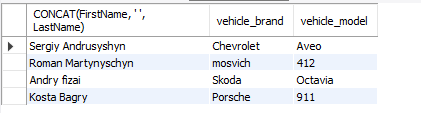 CONCAT(FirstName, ' ',
LastName) vehicle_brand vehicle_model
Sergiy Andrusyshyn Chevrolet Aveo
Roman Martynyschyn mosvich 412
Andry fizai Skoda Octavia
Kosta Bagry Porsche 911